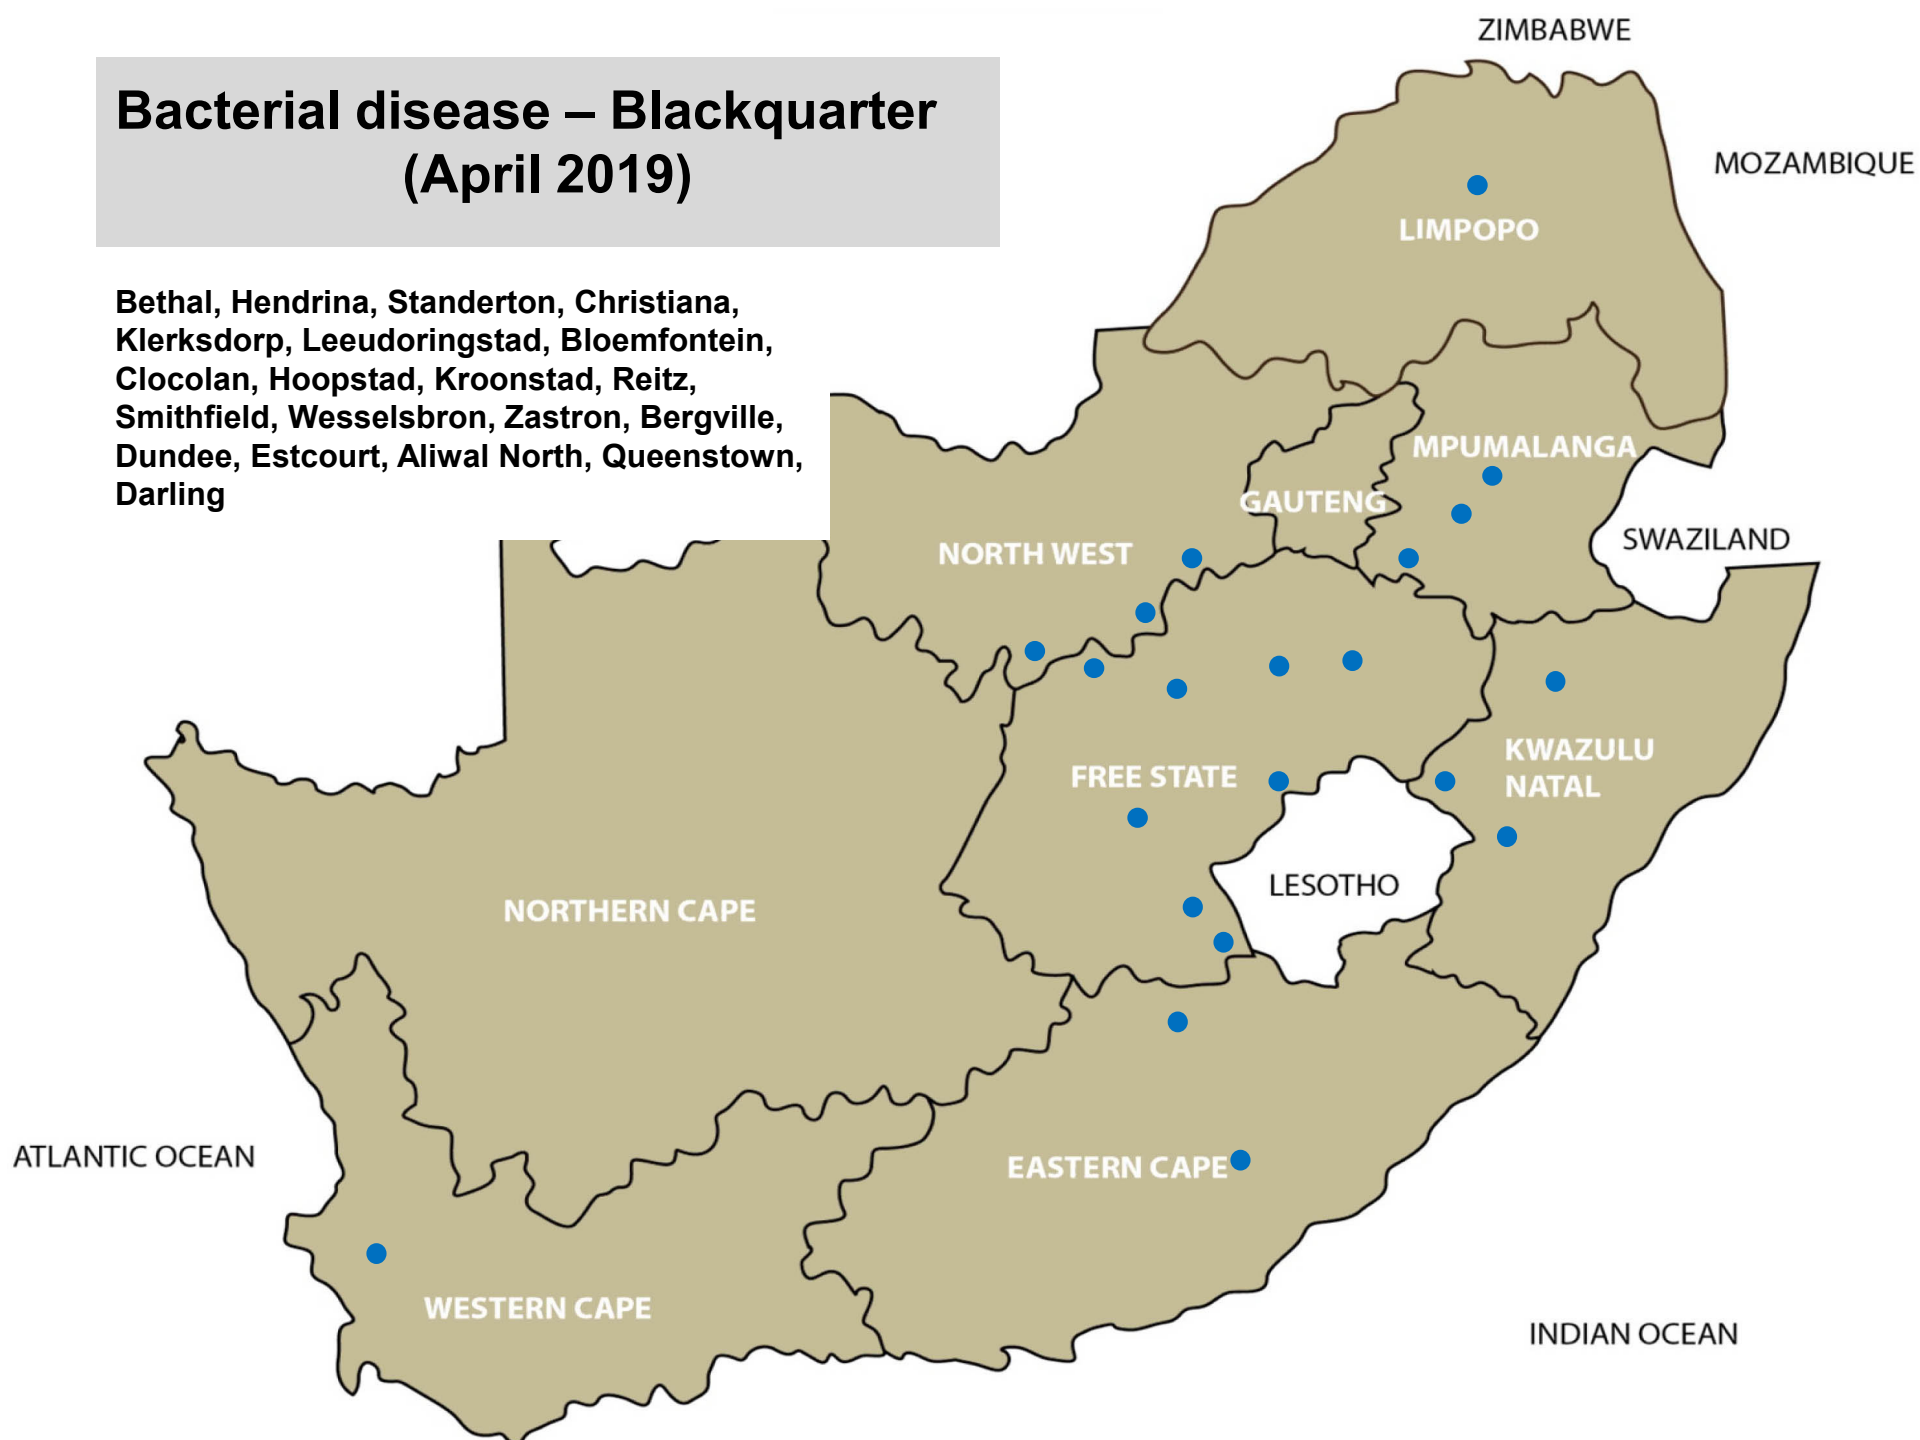 Bacterial disease – Blackquarter
(April 2019)
Bethal, Hendrina, Standerton, Christiana,
Klerksdorp, Leeudoringstad, Bloemfontein,
Clocolan, Hoopstad, Kroonstad, Reitz,
Smithfield, Wesselsbron, Zastron, Bergville,
Dundee, Estcourt, Aliwal North, Queenstown,
Darling
ZIMBABWE
MOZAMBIQUE
LIMPOPO
MPUMALANGA
GAUTENG
SWAZILAND
NORTH WEST
KWAZULU
NATAL
FREE STATE
LESOTHO
NORTHERN CAPE
ATLANTIC OCEAN
EASTERN CAPE
WESTERN CAPE
INDIAN OCEAN